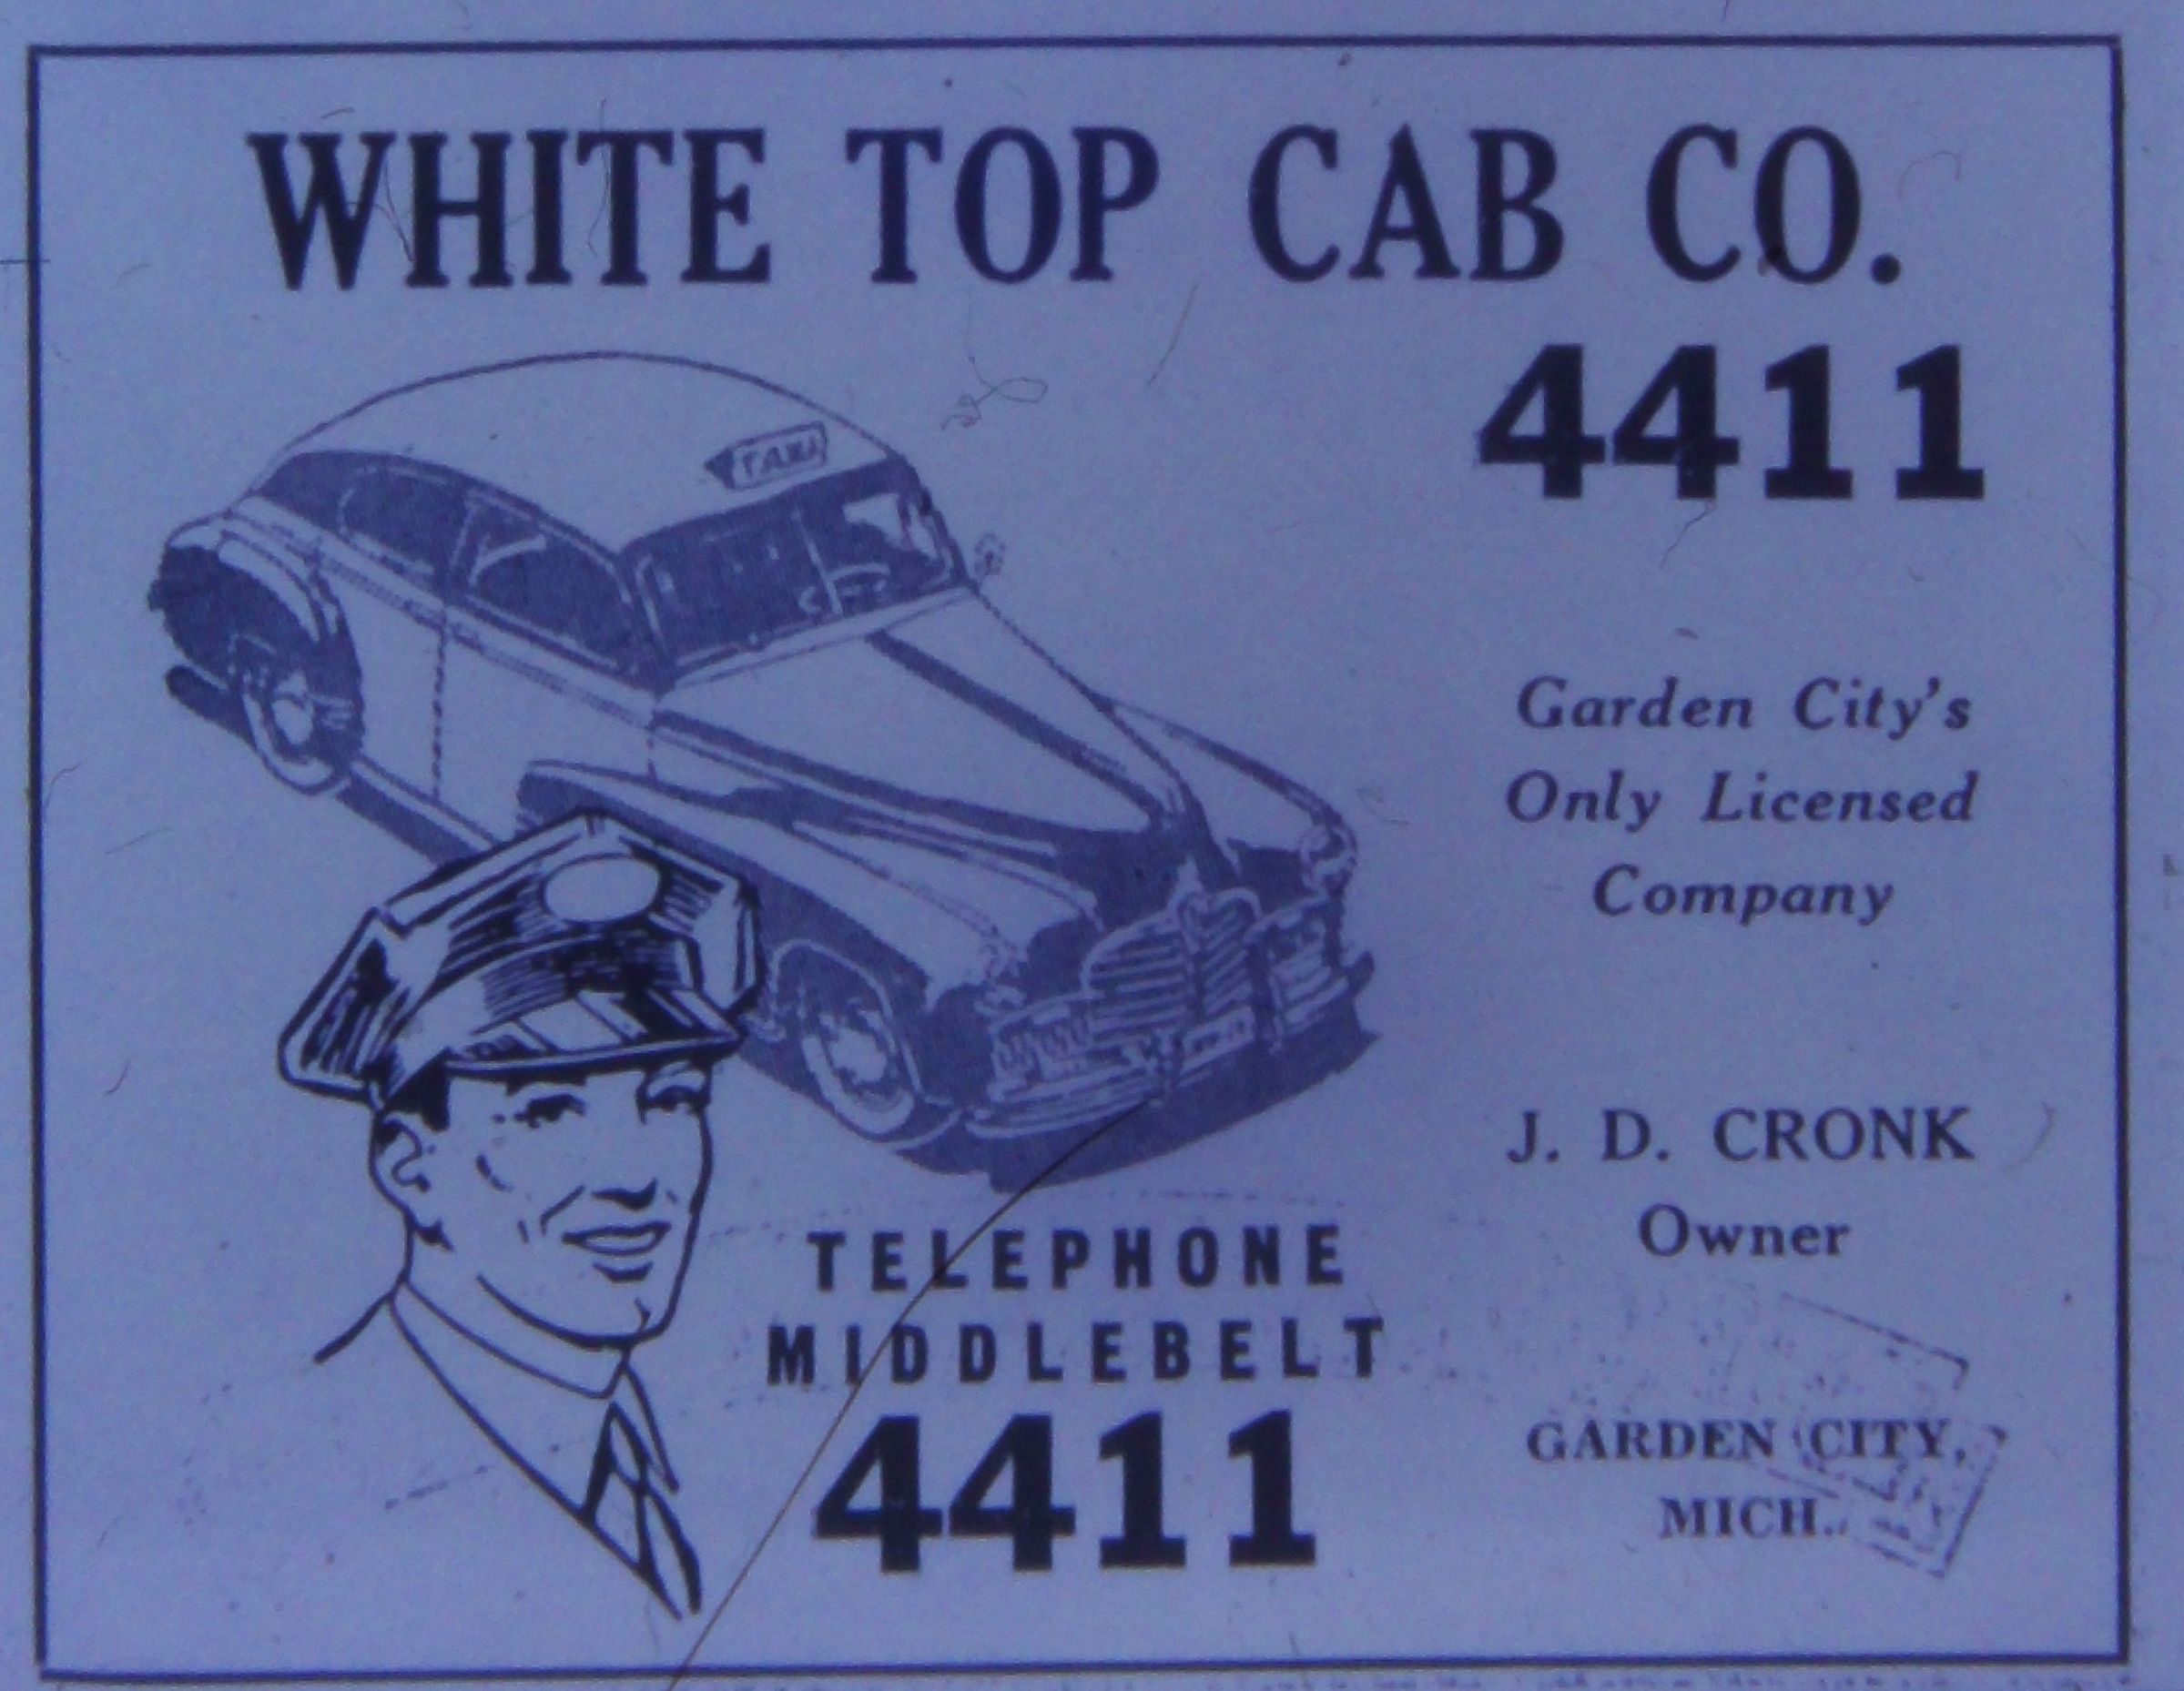 WHITE TOP CAB CO.
4411
TAXI
Garden City's
Only Licensed
Company
J. D. CRONK
Owner
TELEPHONE
MIDDLEBELT
4411
GARDEN CITY,
MICH.